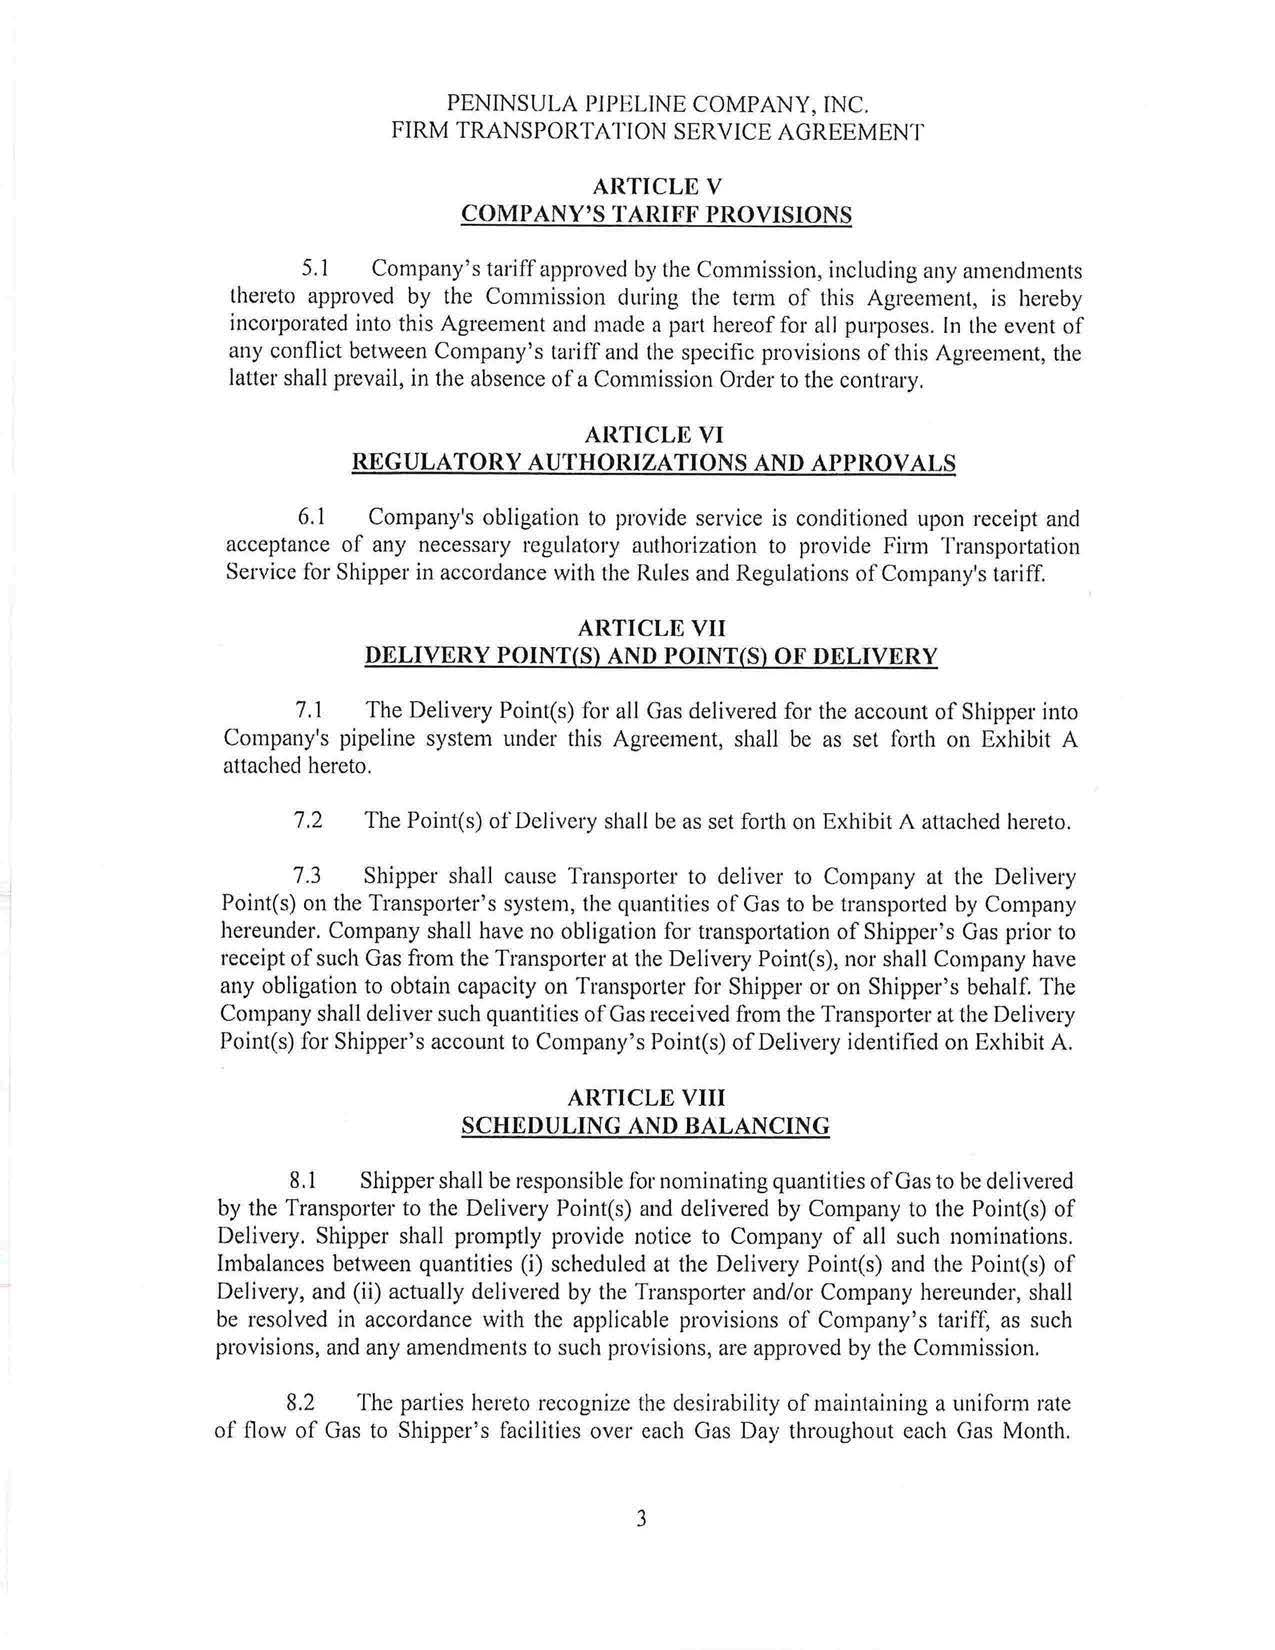 PENINSULA PIPELINE COMPANY, INC.
FIRM TRANSPORTATION SERVICE AGREEMENT
ARTICLE V
COMPANY'S TARIFF PROVISIONS
5.1 Company's tariff approved by the Commission, including any amendments
thereto approved by the Commission during the term of this Agreement, is hereby
incorporated into this Agreement and made a part hereof for all purposes. In the event of
any conflict between Company's tariff and the specific provisions of this Agreement, the
latter shall prevail, in the absence of a Commission Order to the contrary.
ARTICLE VI
REGULATORY AUTHORIZATIONS AND APPROVALS
6.1 Company's obligation to provide service is conditioned upon receipt and
acceptance of any necessary regulatory authorization to provide Firm Transportation
Service for Shipper in accordance with the Rules and Regulations of Company's tariff.
ARTICLE VII
DELIVERY POINT(S) AND POINT(S) OF DELIVERY
7.1 The Delivery Point(s) for all Gas delivered for the account of Shipper into
Company's pipeline system under this Agreement, shall be as set forth on Exhibit A
attached hereto.
7.2 The Point(s) of Delivery shall be as set forth on Exhibit A attached hereto.
7.3 Shipper shall cause Transporter to deliver to Company at the Delivery
Point(s) on the Transporter's system, the quantities of Gas to be transported by Company
hereunder. Company shall have no obligation for transportation of Shipper's Gas prior to
receipt of such Gas from the Transporter at the Delivery Point(s), nor shall Company have
any obligation to obtain capacity on Transporter for Shipper or on Shipper's behalf. The
Company shall deliver such quantities of Gas received from the Transporter at the Delivery
Point(s) for Shipper's account to Company's Point(s) of Delivery identified on Exhibit A.
ARTICLE VIII
SCHEDULING AND BALANCING
8.1 Shipper shall be responsible for nominating quantities of Gas to be delivered
by the Transporter to the Delivery Point(s) and delivered by Company to the Point(s) of
Delivery. Shipper shall promptly provide notice to Company of all such nominations.
Imbalances between quantities (i) scheduled at the Delivery Point(s) and the Point(s) of
Delivery, and (ii) actually delivered by the Transporter and/or Company hereunder, shall
be resolved in accordance with the applicable provisions of Company's tariff, as such
provisions, and any amendments to such provisions, are approved by the Commission.
8.2 The parties hereto recognize the desirability of maintaining a uniform rate
of flow of Gas to Shipper's facilities over each Gas Day throughout each Gas Month.
3